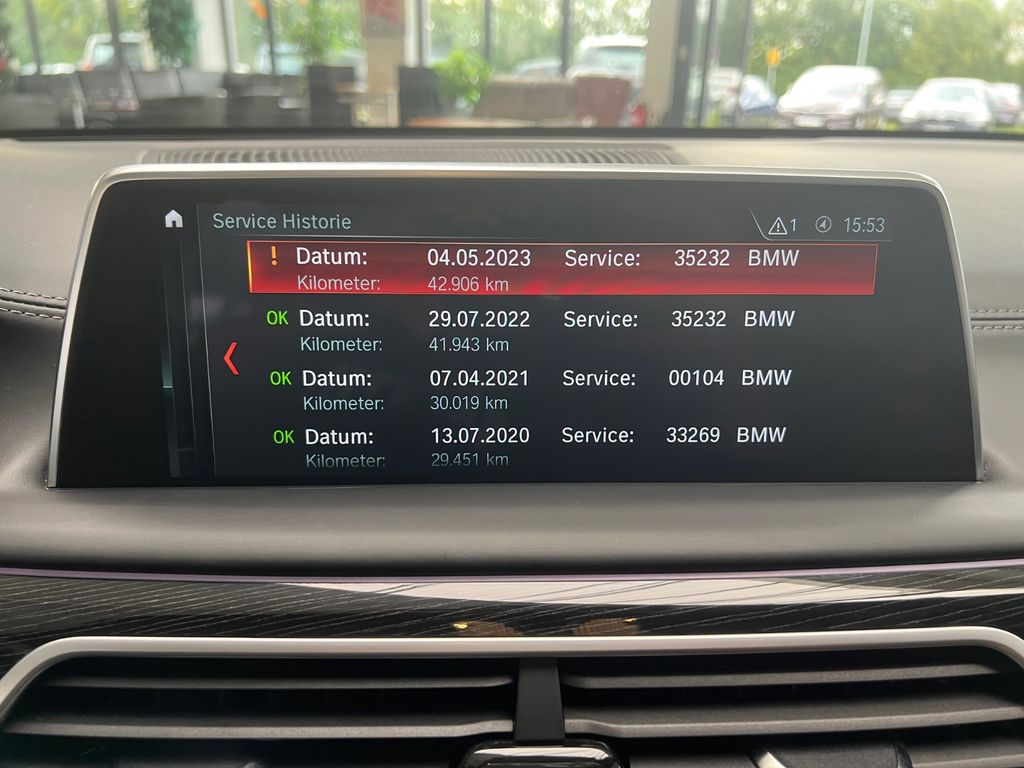 Service Historie
1 15:53
! Datum: 04.05.2023 Service: 35232 BMW
Kilometer: 42.906 km
OK Datum: 29.07.2022 Service: 35232 BMW
Kilometer: 41.943 km
OK Datum: 07.04.2021 Service: 00104 BMW
Kilometer: 30.019 km
OK Datum: 13.07.2020 Service: 33269 BMW
Kilometer: 29.451 km